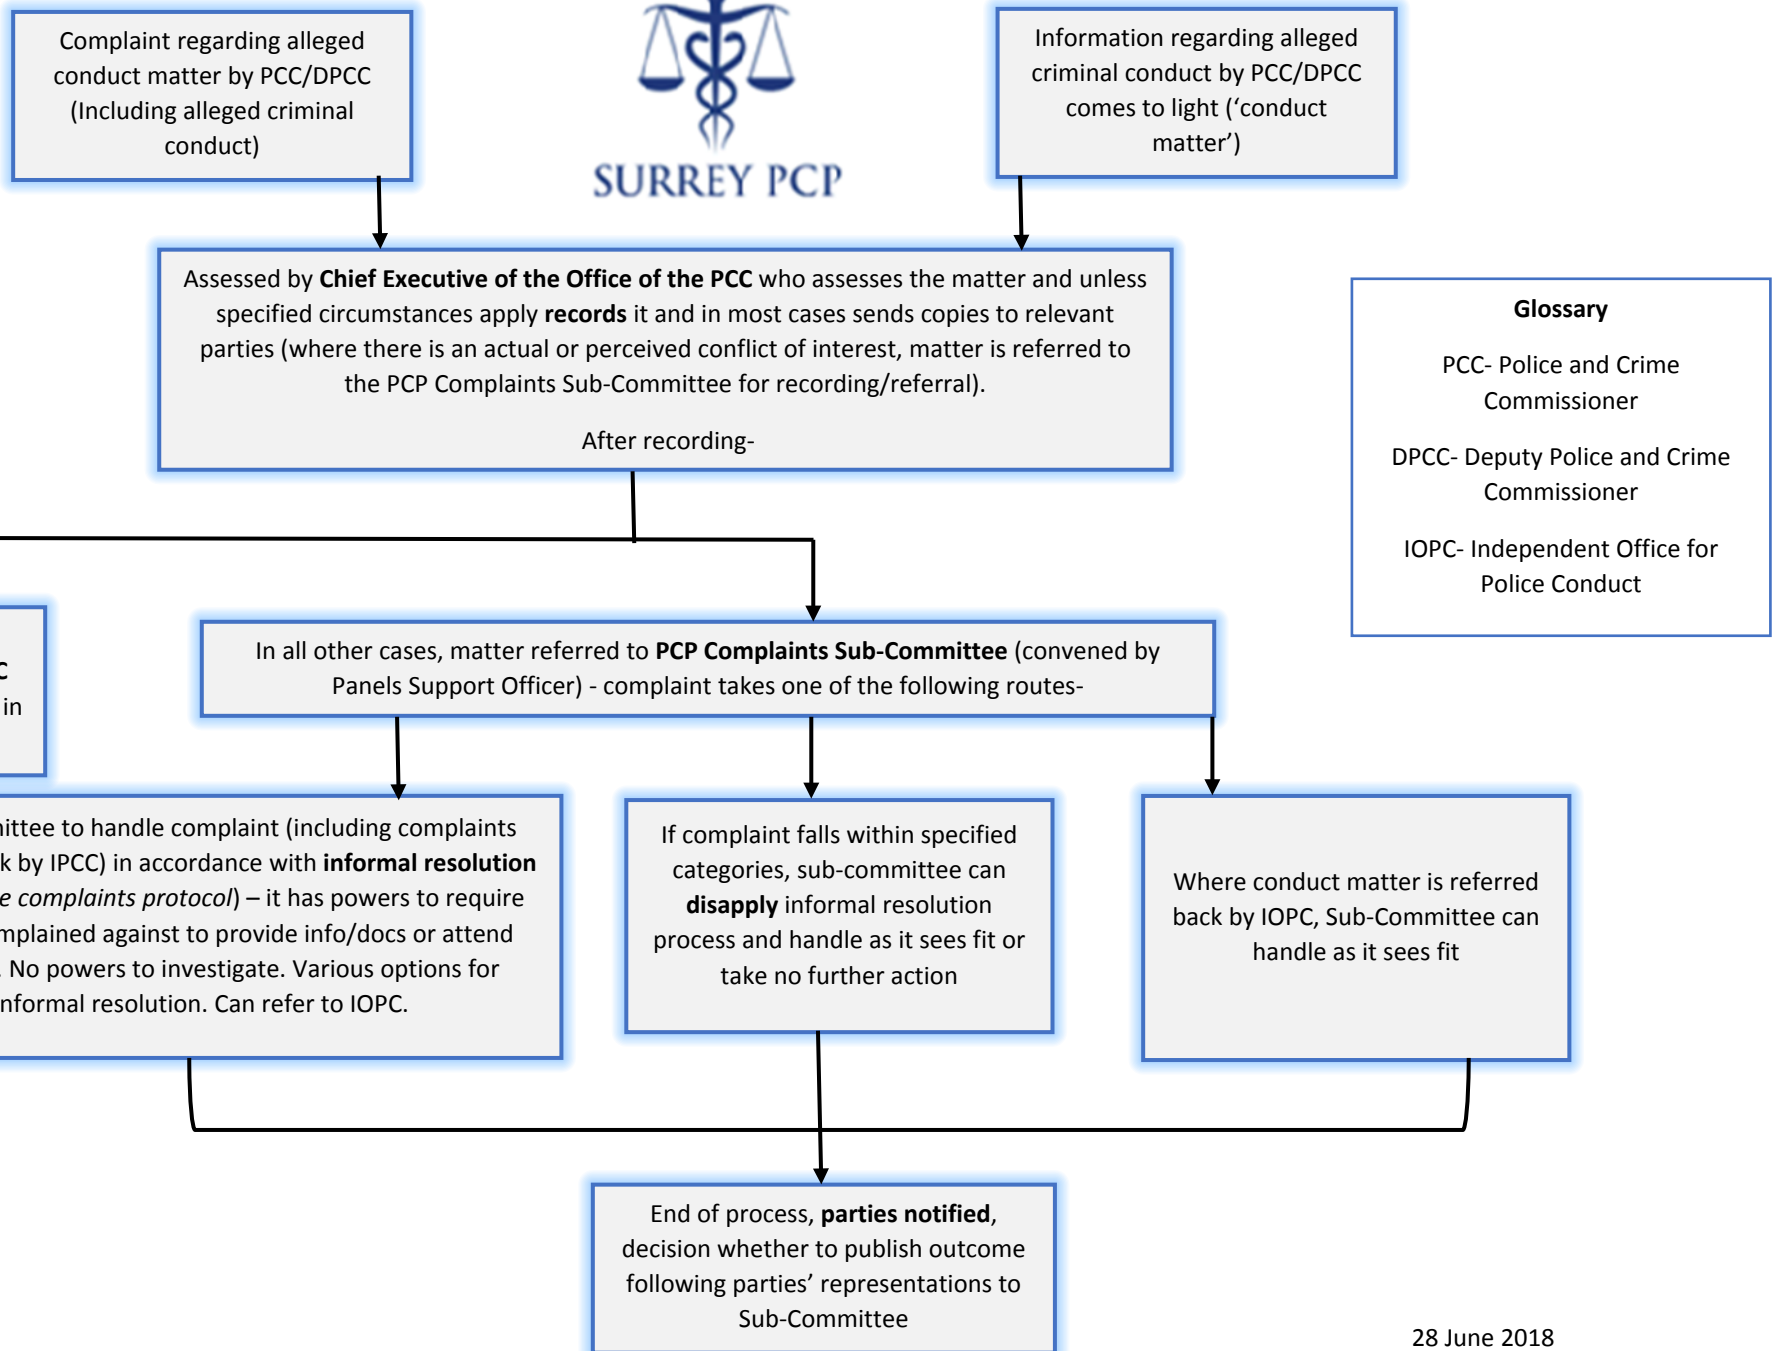 Complaint regarding alleged
conduct matter by PCC/DPCC
(Including alleged criminal
conduct)
SURREY PCP
Information regarding alleged
criminal conduct by PCC/DPCC
comes to light (‘conduct
matter’)
Assessed by Chief Executive of the Office of the PCC who assesses the matter and unless
specified circumstances apply records it and in most cases sends copies to relevant
parties (where there is an actual or perceived conflict of interest, matter is referred to
the PCP Complaints Sub-Committee for recording/referral).
After recording-
Glossary
PCC- Police and Crime
Commissioner
DPCC- Deputy Police and Crime
Commissioner
IOPC- Independent Office for
Police Conduct
in
In all other cases, matter referred to PCP Complaints Sub-Committee (convened by
Panels Support Officer) - complaint takes one of the following routes-
to handle complaint (including complaints
by IPCC) in accordance with informal resolution
complaints protocol) – it has powers to require
against to provide info/docs or attend
. No powers to investigate. Various options for
informal resolution. Can refer to IOPC.
If complaint falls within specified
categories, sub-committee can
disapply informal resolution
process and handle as it sees fit or
take no further action
Where conduct matter is referred
back by IOPC, Sub-Committee can
handle as it sees fit
End of process, parties notified,
decision whether to publish outcome
following parties’ representations to
Sub-Committee
28 June 2018